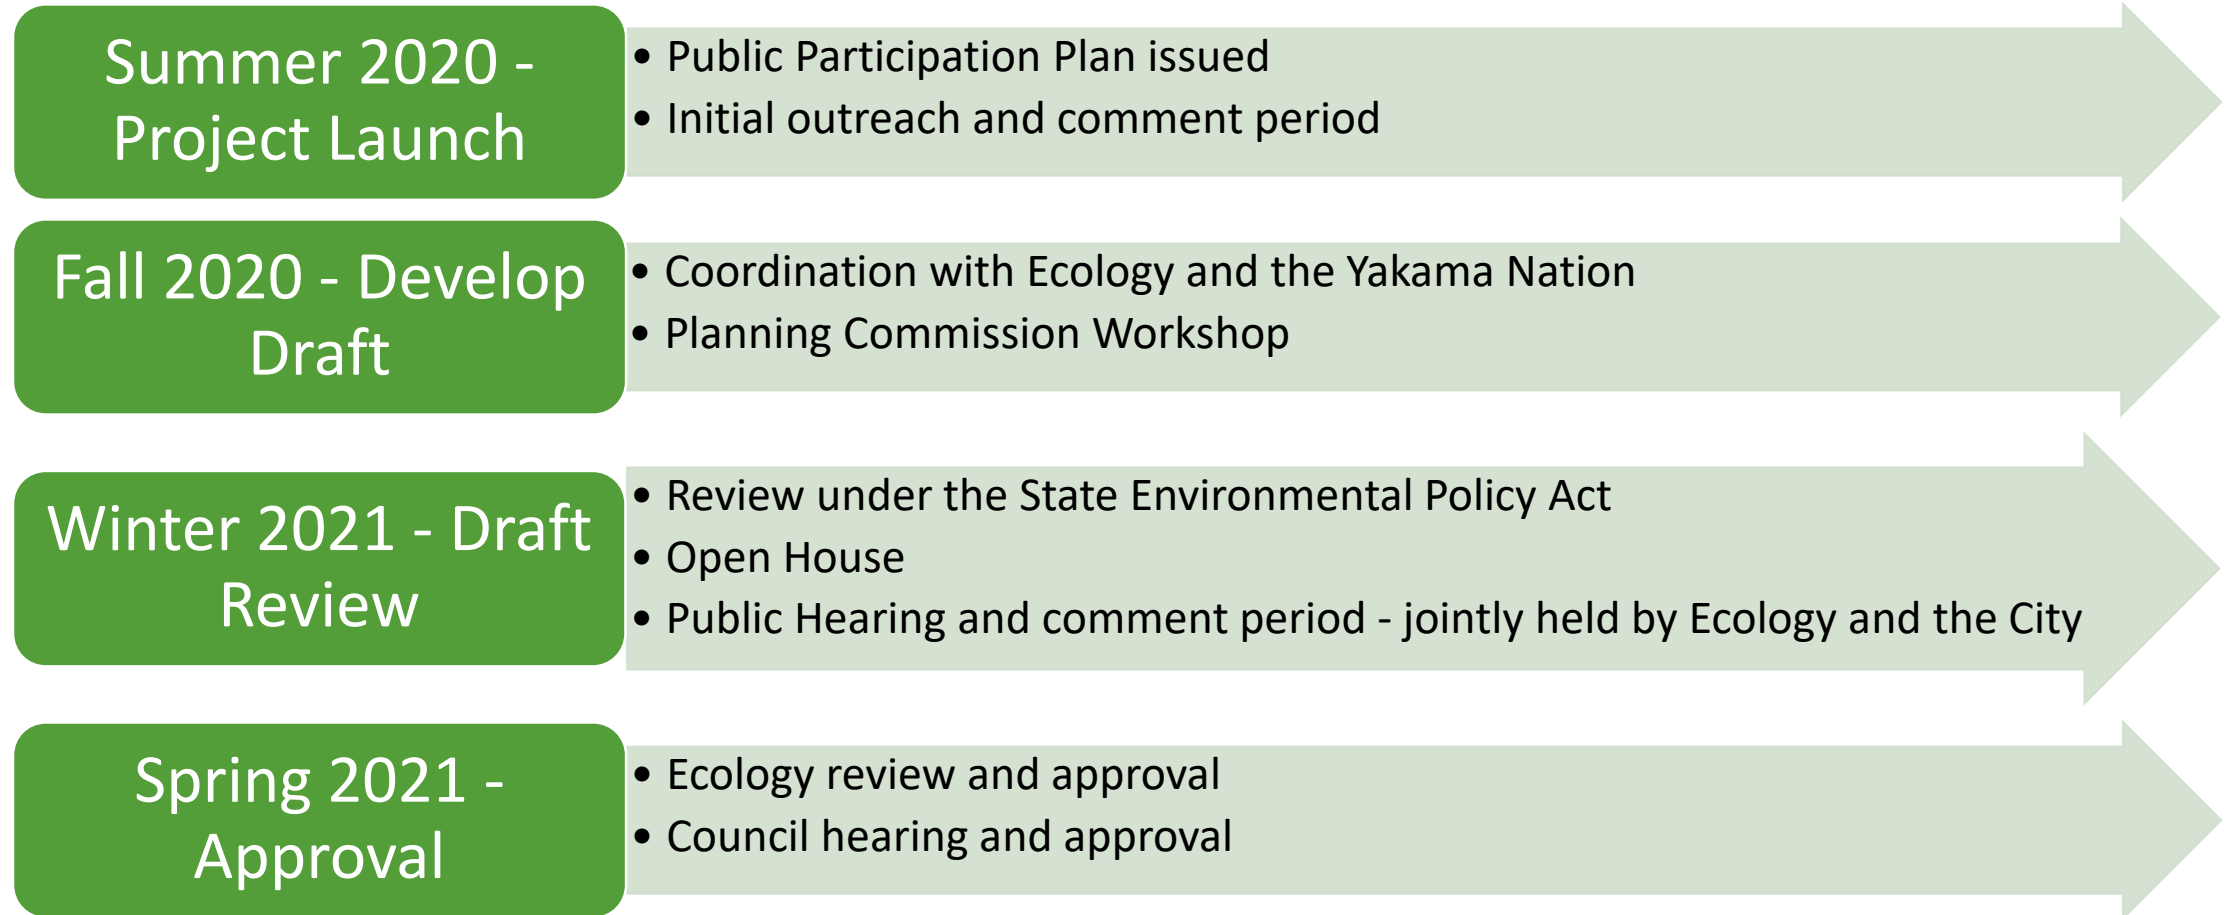 Summer 2020 -
Project Launch
• Public Participation Plan issued
• Initial outreach and comment period
Fall 2020 - Develop
Draft
• Coordination with Ecology and the Yakama Nation
• Planning Commission Workshop
Winter 2021 - Draft
Review
• Review under the State Environmental Policy Act
• Open House
• Public Hearing and comment period - jointly held by Ecology and the City
Spring 2021 -
Approval
• Ecology review and approval
• Council hearing and approval